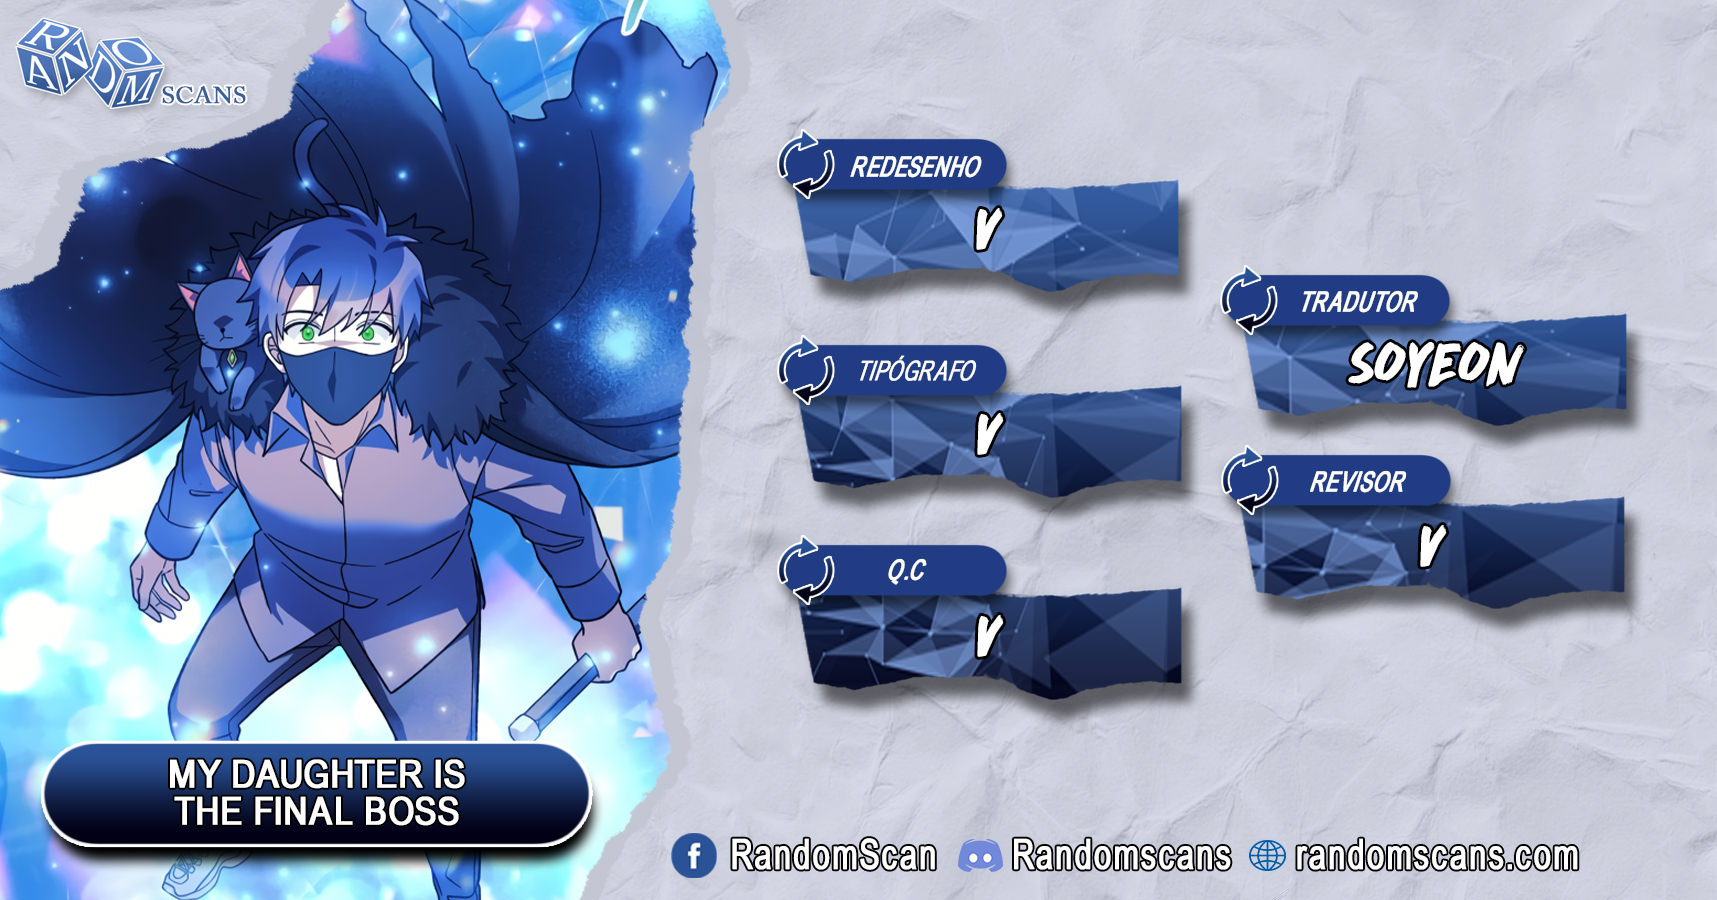 RANDOM SCANS
REDESENHO
V
TIPÓGRAFO
V
Q.C
V
TRADUTOR
SOYEON
REVISOR
V
MY DAUGHTER IS
THE FINAL BOSS
f RandomScan Randomscans randomscans.com